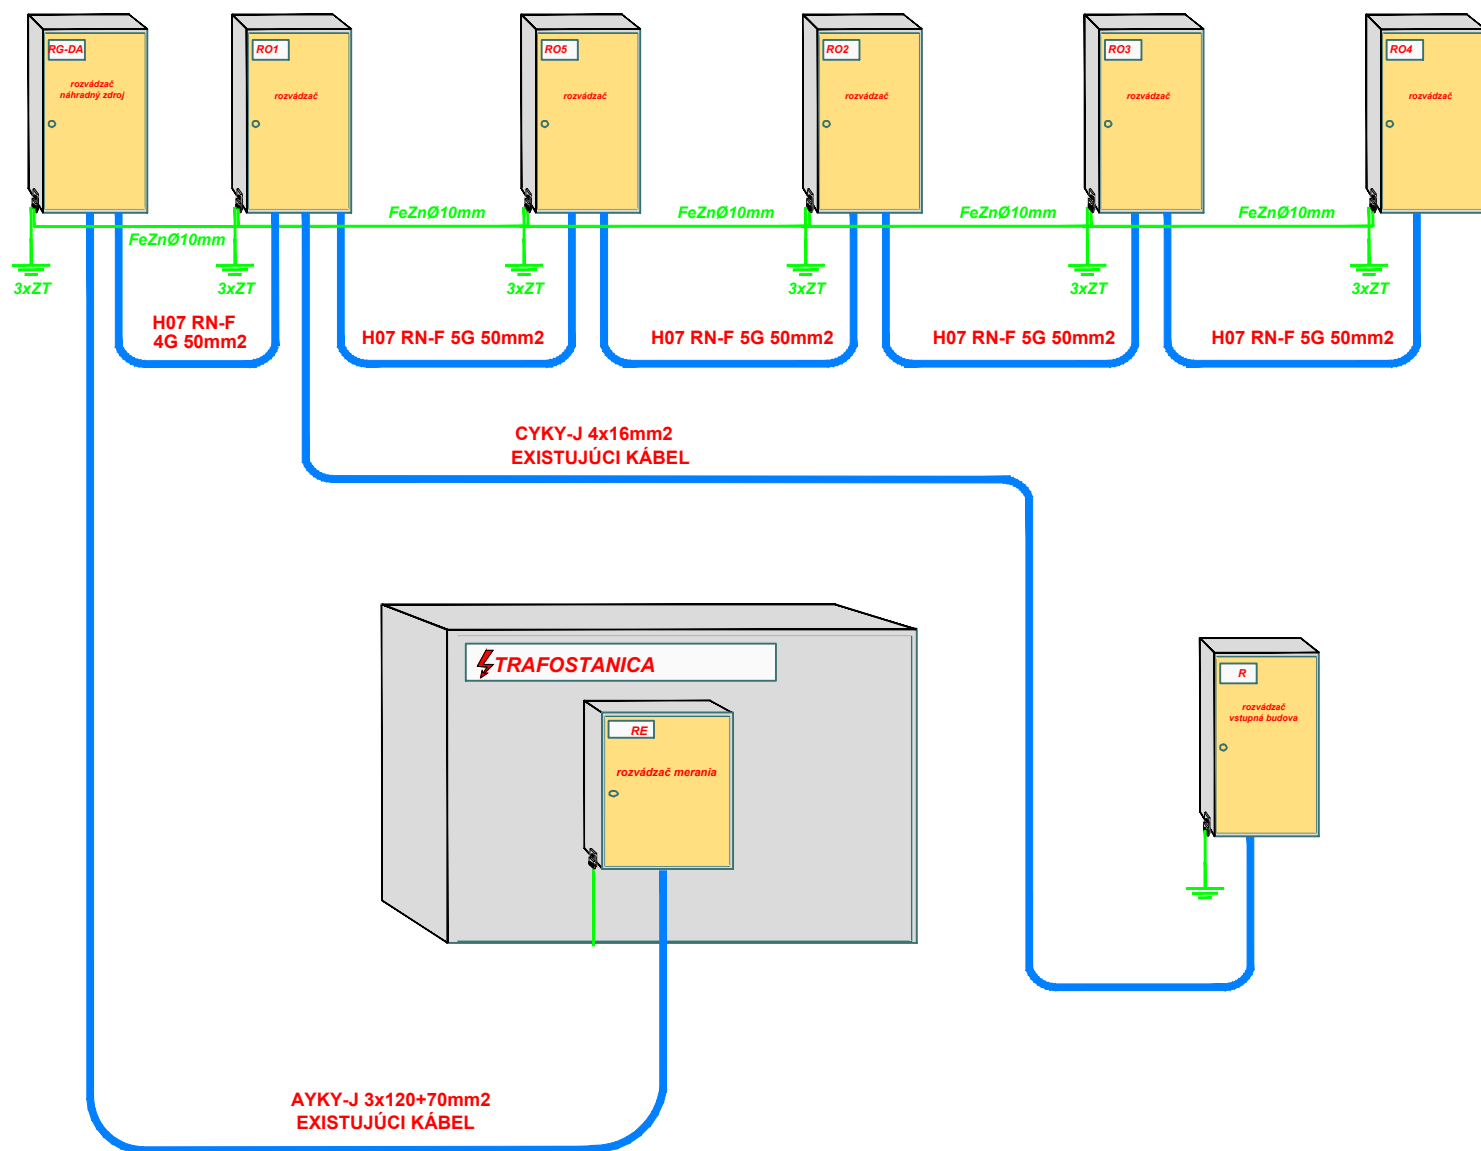 RG-DA
rozvádzač
náhradný zdroj
RO1
rozvádzač
RO5
rozvádzač
RO2
rozvádzač
RO3
rozvádzač
RO4
rozvádzač
FeZnØ10mm
FeZnØ10mm
FeZnØ10mm
FeZnØ10mm
FeZnØ10mm
3xZT
3xZT
3xZT
3xZT
3xZT
3xZT
H07 RN-F
4G 50mm2
H07 RN-F 5G 50mm2
H07 RN-F 5G 50mm2
H07 RN-F 5G 50mm2
H07 RN-F 5G 50mm2
CYKY-J 4x16mm2
EXISTUJÚCI KÁBEL
TRAFOSTANICA
RE
rozvádzač merania
R
rozvádzač
vstupná budova
AYKY-J 3x120+70mm2
EXISTUJÚCI KÁBEL